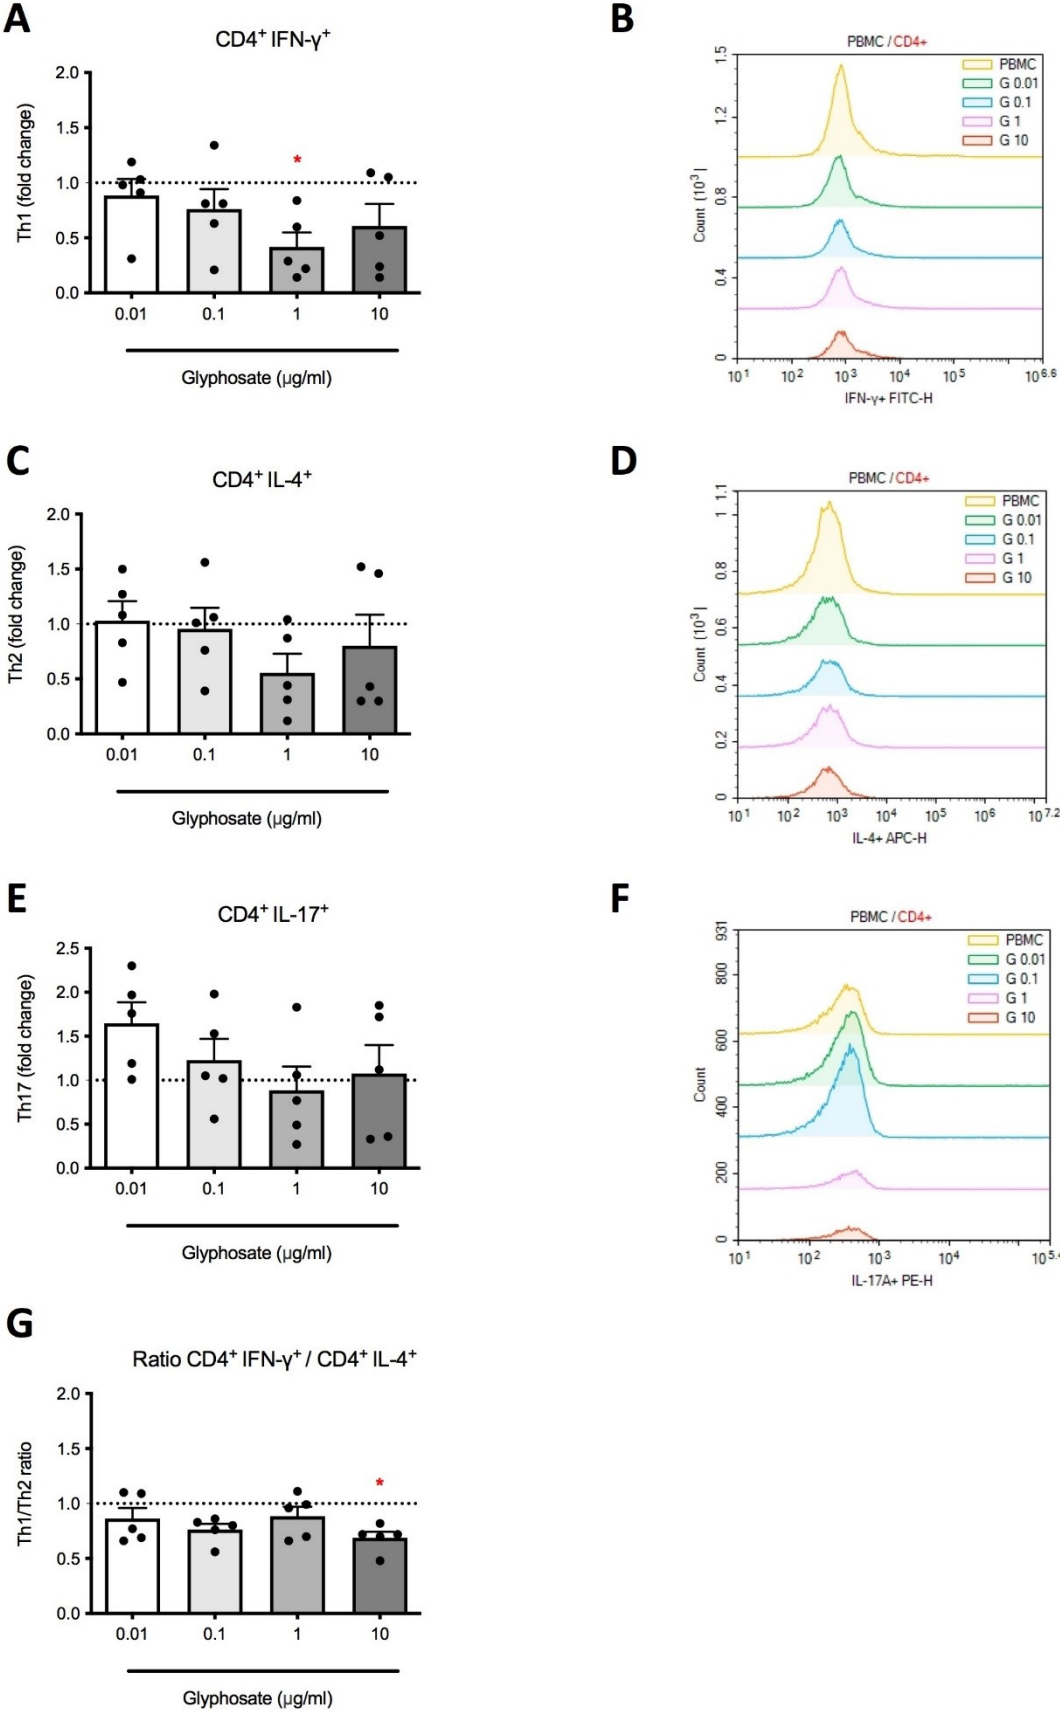 A
CD4+ IFN-γ+
Th1 (fold change)
2.0
1.5
1.0
0.5
0.0
*
0.01 0.1 1 10
Glyphosate (µg/ml)
B
PBMC / CD4+
Count (10³)
1.5
1.2
0.8
0.4
0
PBMC
G 0.01
G 0.1
G 1
G 10
10¹ 10² 10³ 10⁴ 10⁵ 10⁶·⁶
IFN-γ+ FITC-H
C
CD4+ IL-4+
Th2 (fold change)
2.0
1.5
1.0
0.5
0.0
0.01 0.1 1 10
Glyphosate (µg/ml)
D
PBMC / CD4+
Count (10³)
1.1
1
0.8
0.6
0.4
0.2
0
PBMC
G 0.01
G 0.1
G 1
G 10
10¹ 10² 10³ 10⁴ 10⁵ 10⁶ 10⁷·²
IL-4+ APC-H
E
CD4+ IL-17+
Th17 (fold change)
2.5
2.0
1.5
1.0
0.5
0.0
0.01 0.1 1 10
Glyphosate (µg/ml)
F
PBMC / CD4+
Count
931
800
600
400
200
0
PBMC
G 0.01
G 0.1
G 1
G 10
10¹ 10² 10³ 10⁴ 10⁵·⁴
IL-17A+ PE-H
G
Ratio CD4+ IFN-γ+ / CD4+ IL-4+
Th1/Th2 ratio
2.0
1.5
1.0
0.5
0.0
*
0.01 0.1 1 10
Glyphosate (µg/ml)